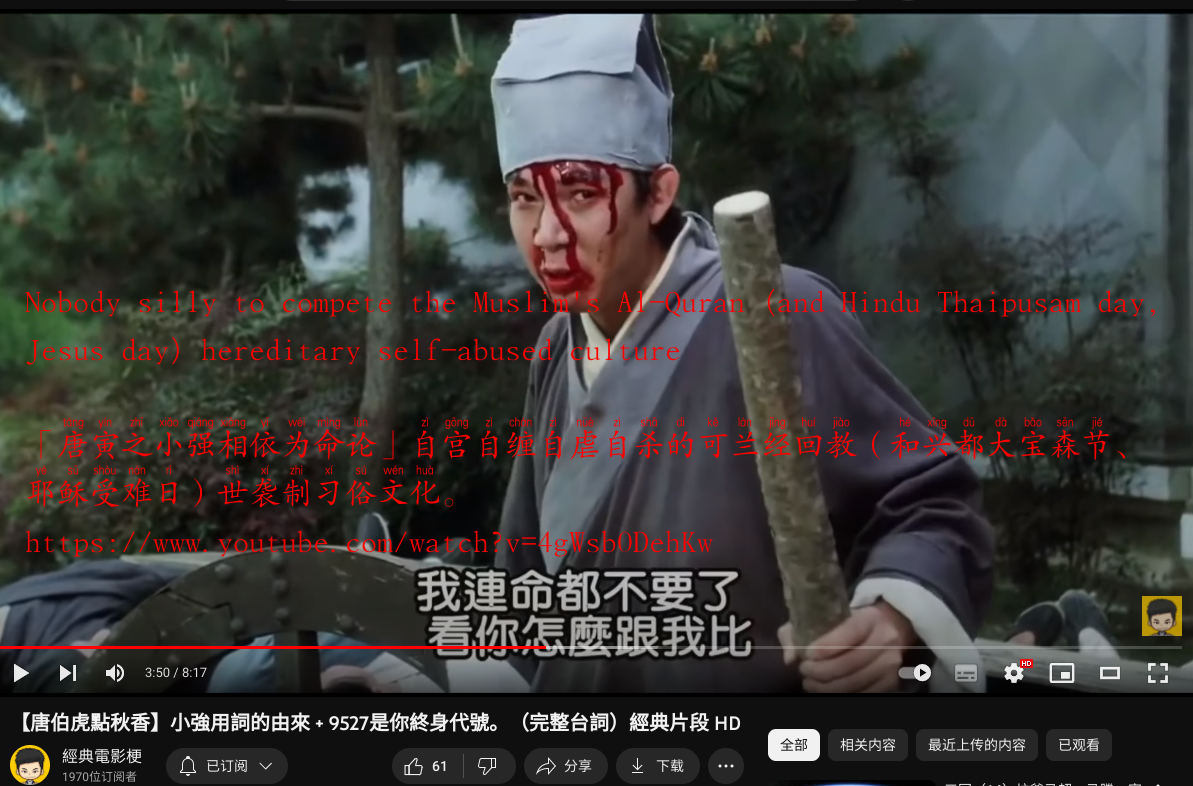 Nobody silly to compete the Muslim's Al-Quran (and Hindu Thaipusam day,
Jesus day) hereditary self-abused culture
「唐寅之小强相依为命论」自宫自缠自虐自杀的可兰经回教（和兴都大宝森节、
耶稣受难日）世袭制习俗文化。
https://www.youtube.com/watch?v=4gWsbODehKw
我連命都不要了
看你怎麼跟我比
3:50 / 8:17
HD
【唐伯虎點秋香】小強用詞的由來 + 9527是你終身代號。（完整台詞）經典片段 HD
全部 相关内容 最近上传的内容 已观看
經典電影梗
1970位订阅者
已订阅
61
分享
下载